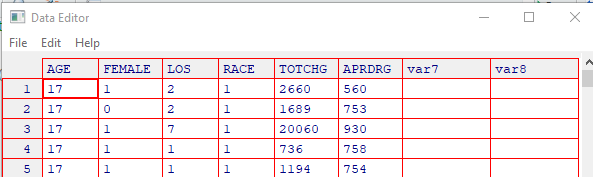 Data Editor
File Edit Help
AGE FEMALE LOS RACE TOTCHG APRDRG var7 var8
1 17 1 2 1 2660 560
2 17 0 2 1 1689 753
3 17 1 7 1 20060 930
4 17 1 1 1 736 758
5 17 1 1 1 1194 754